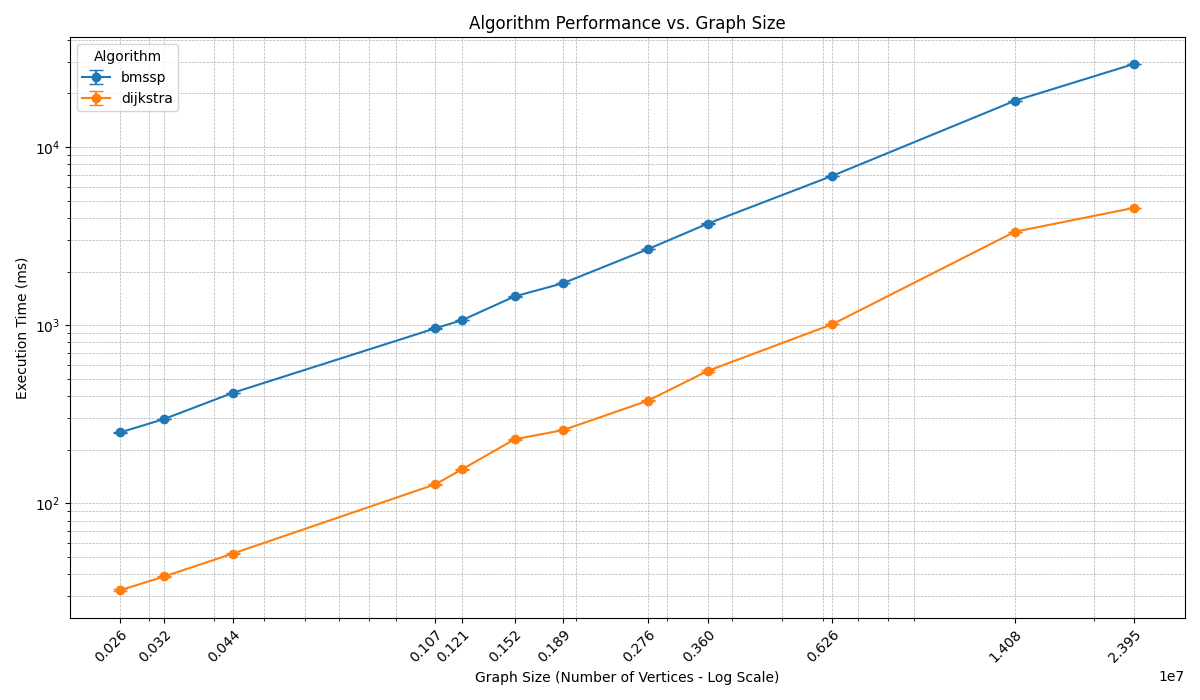 Algorithm Performance vs. Graph Size
Algorithm
bmssp
dijkstra
Execution Time (ms)
10^4
10^3
10^2
0.026
0.032
0.044
0.107
0.121
0.152
0.189
0.276
0.360
0.626
1.408
2.395
1e7
Graph Size (Number of Vertices - Log Scale)